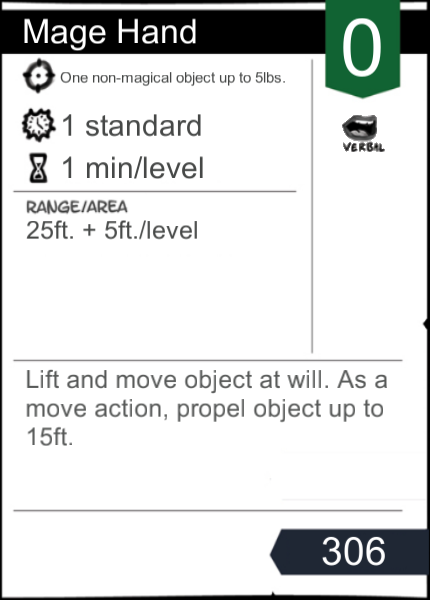 Mage Hand
0
One non-magical object up to 5lbs.
1 standard
VERBAL
1 min/level
RANGE/AREA
25ft. + 5ft./level
Lift and move object at will. As a
move action, propel object up to
15ft.
306